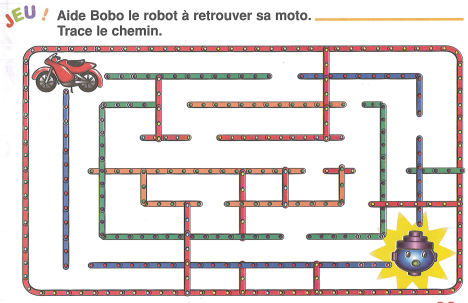 JEU ! Aide Bobo le robot à retrouver sa moto.
Trace le chemin.